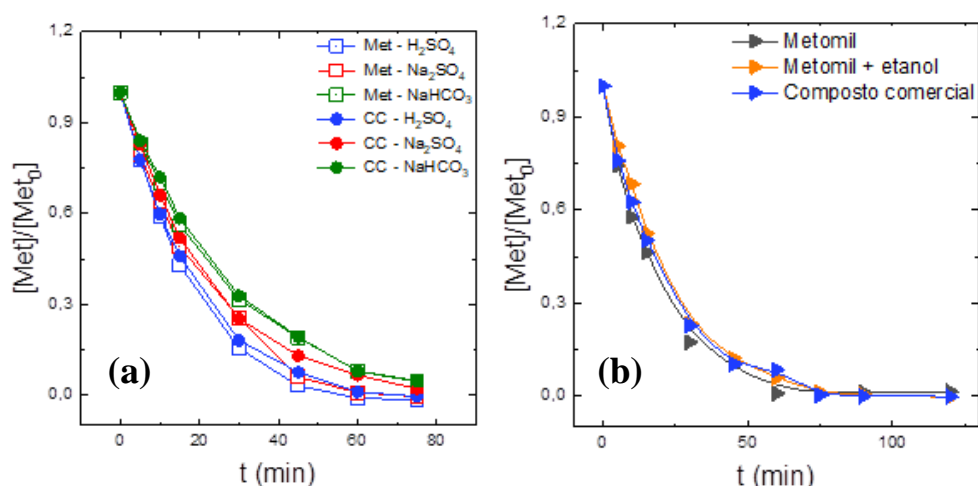 [Met]/[Met₀]
1,2
0,9
0,6
0,3
0,0
Met - H₂SO₄
Met - Na₂SO₄
Met - NaHCO₃
CC - H₂SO₄
CC - Na₂SO₄
CC - NaHCO₃
(a)
0 20 40 60 80
t (min)
[Met]/[Met₀]
1,2
0,9
0,6
0,3
0,0
Metomil
Metomil + etanol
Composto comercial
(b)
0 50 100
t (min)